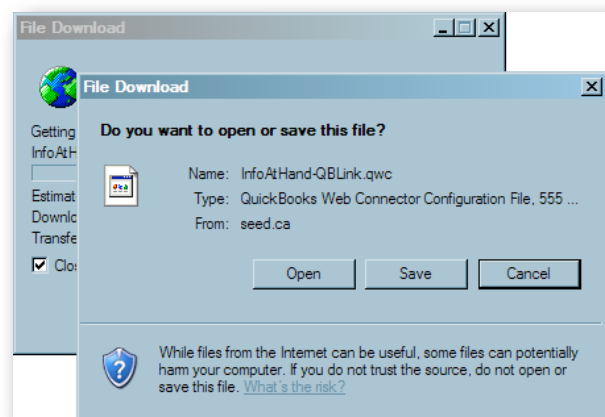 File Download
Getting
InfoAtH
Estimat
Downlo
Transfe
Clos
File Download
Do you want to open or save this file?
Name: InfoAtHand-QBLink.qwc
Type: QuickBooks Web Connector Configuration File, 555 ...
From: seed.ca
Open Save Cancel
While files from the Internet can be useful, some files can potentially
harm your computer. If you do not trust the source, do not open or
save this file. What's the risk?